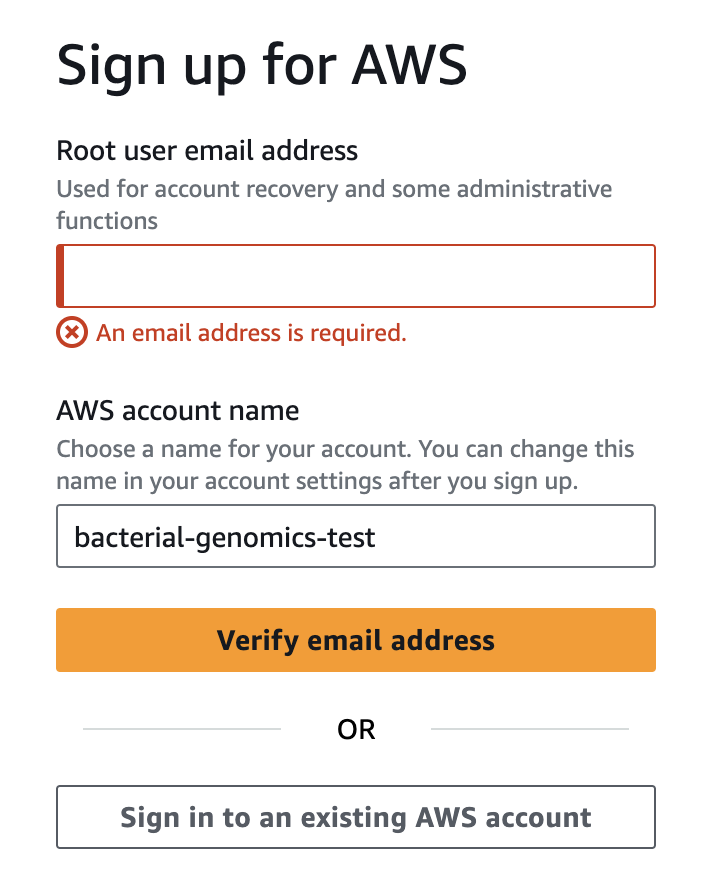 Sign up for AWS
Root user email address
Used for account recovery and some administrative
functions
An email address is required.
AWS account name
Choose a name for your account. You can change this
name in your account settings after you sign up.
bacterial-genomics-test
Verify email address
OR
Sign in to an existing AWS account